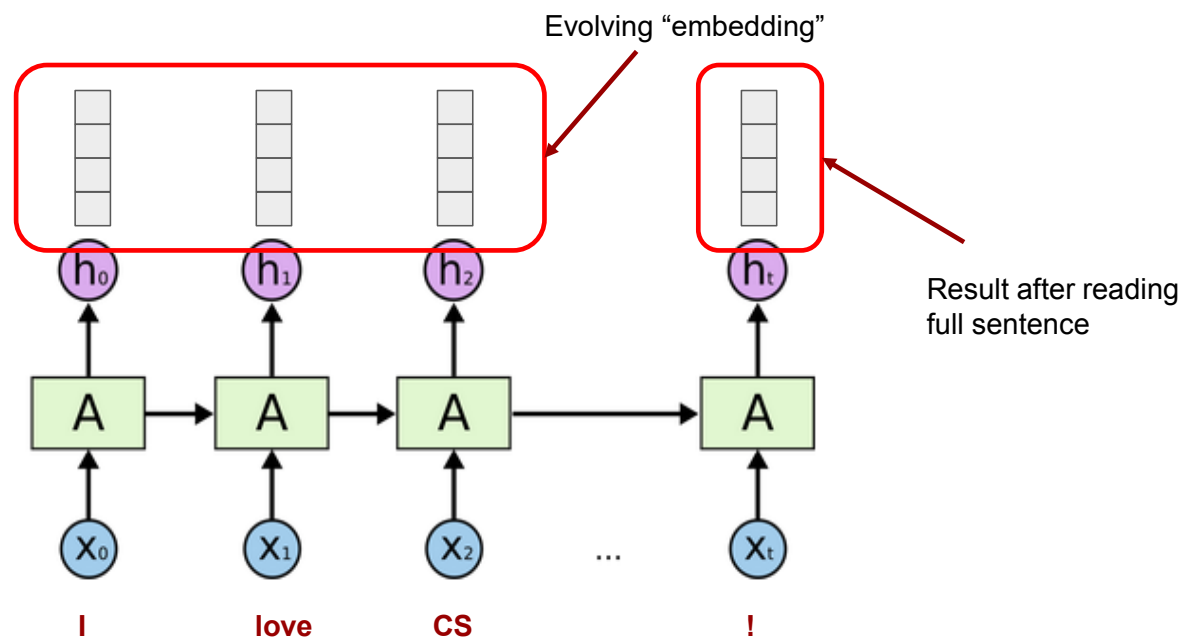 Evolving “embedding”
h₀ h₁ h₂ hₜ
Result after reading
full sentence
A A A A
x₀ x₁ x₂ ... xₜ
I love CS !